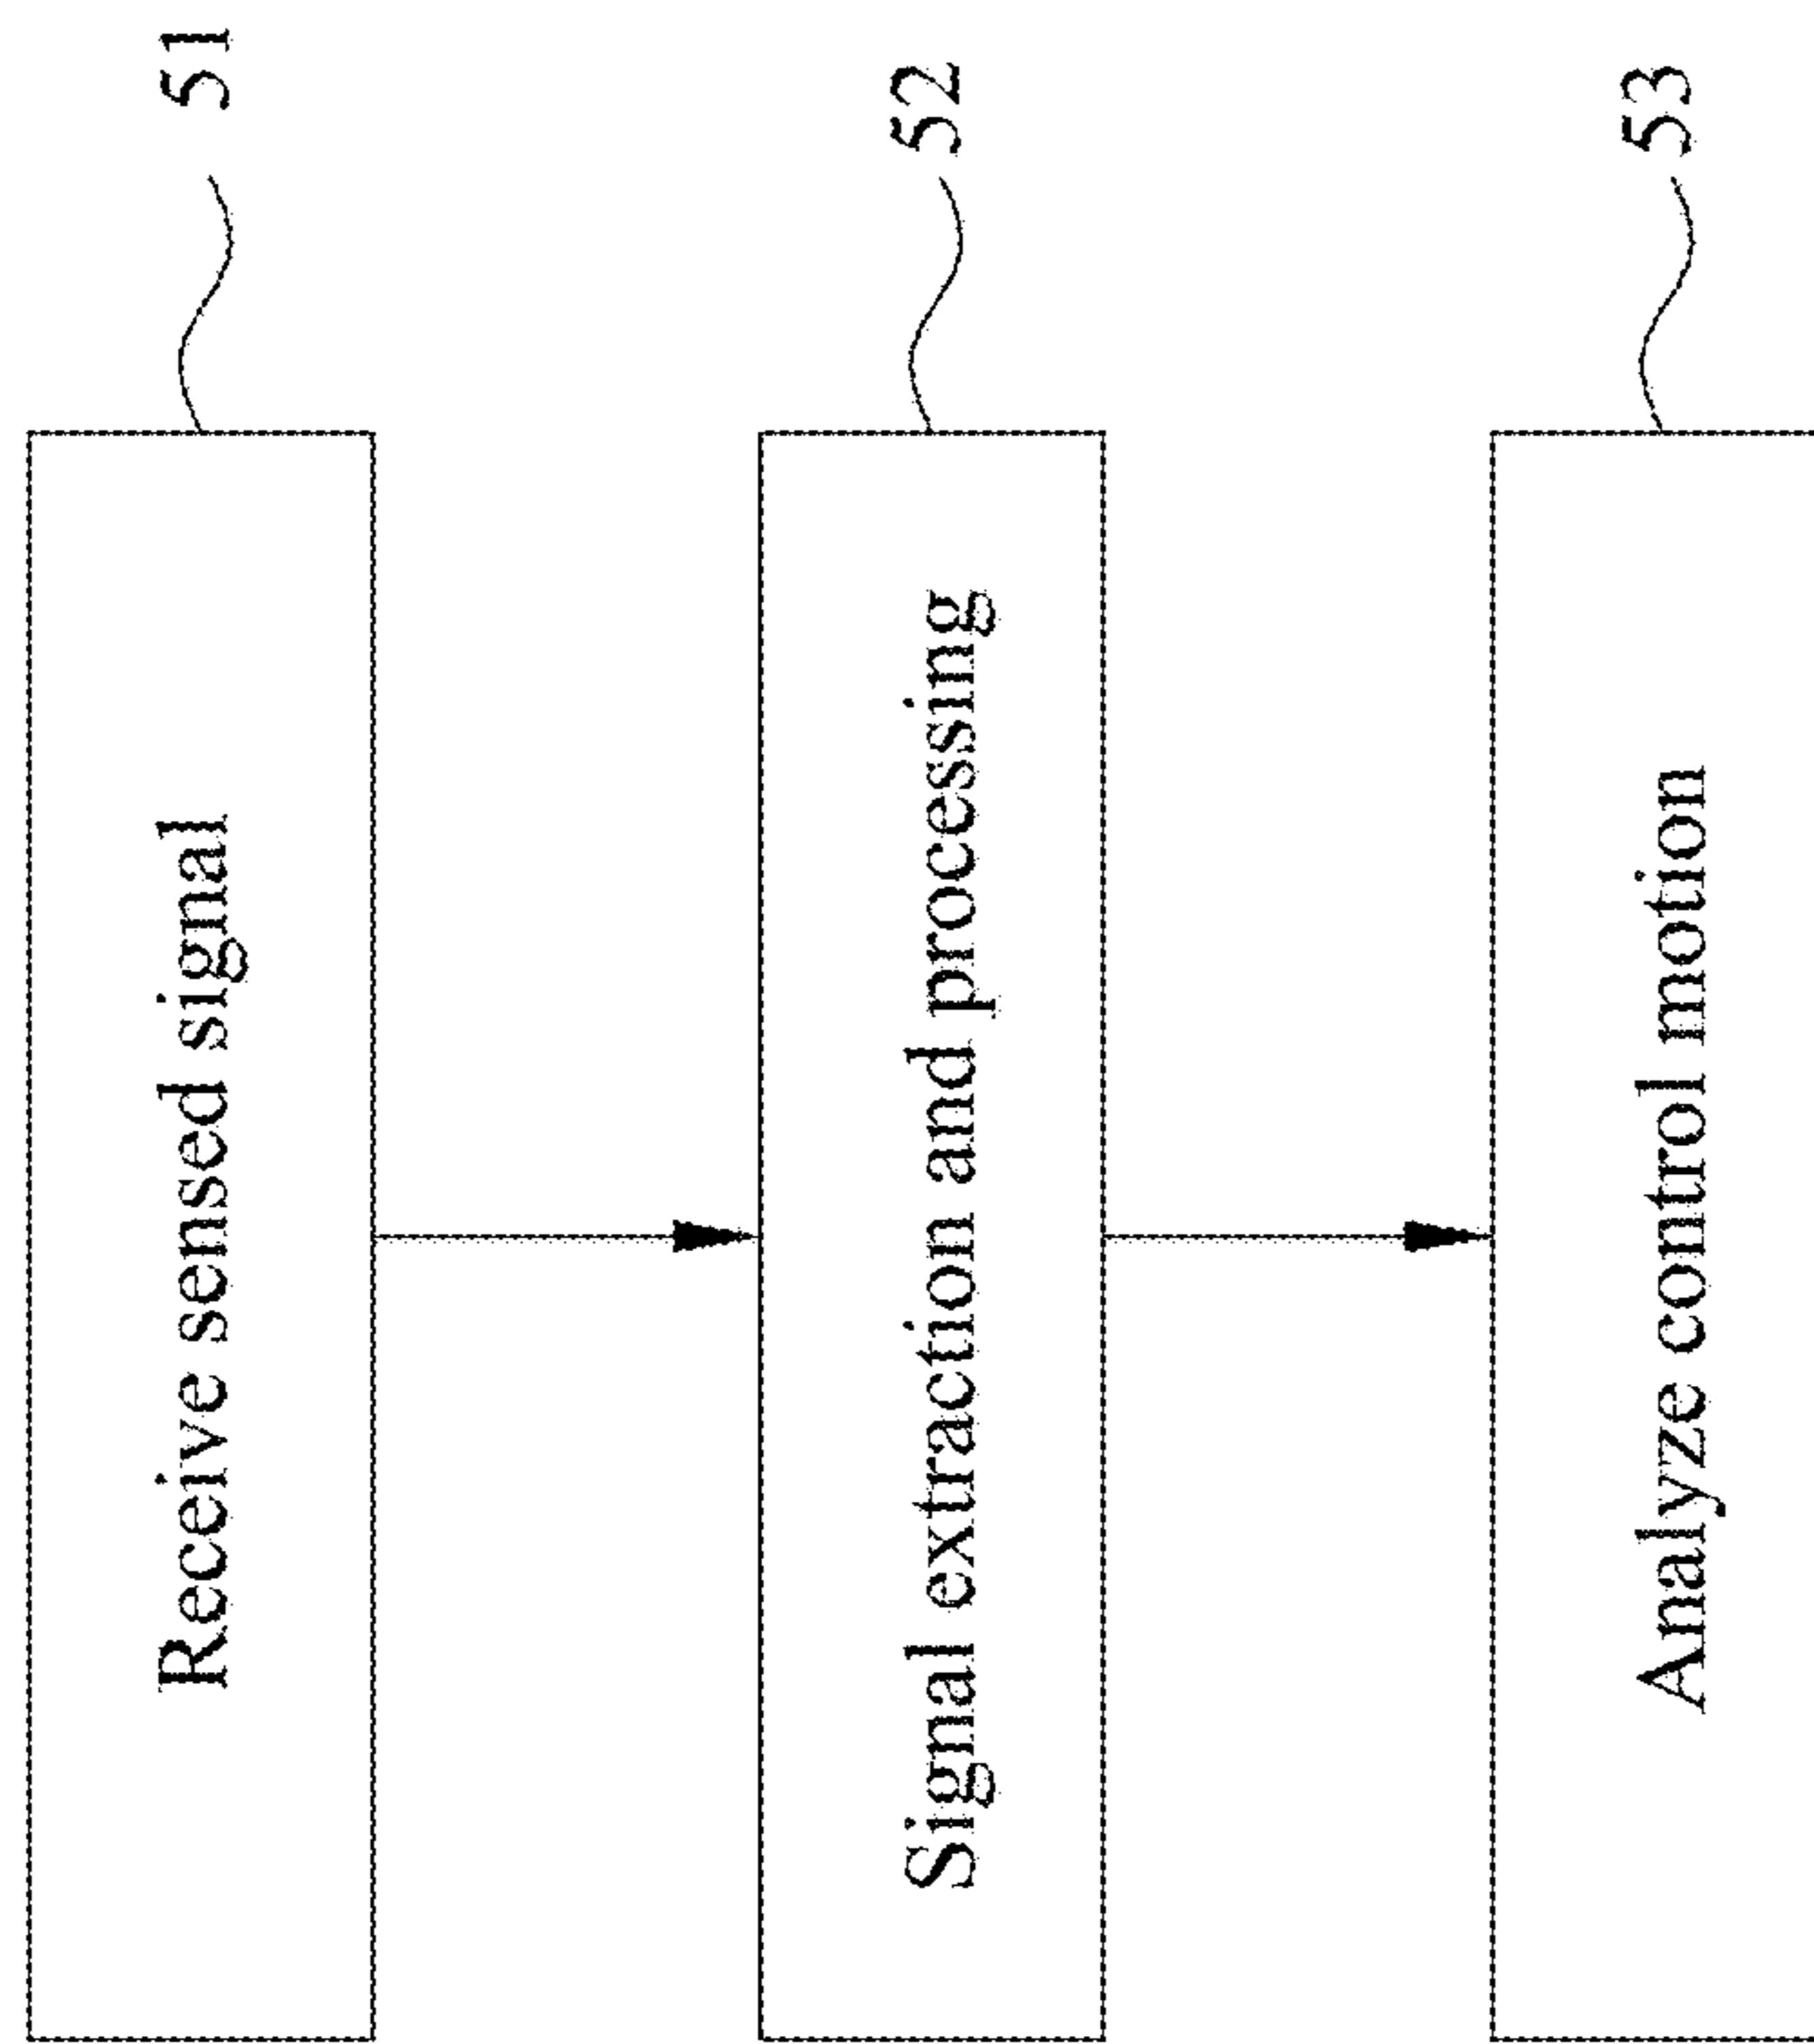 Receive sensed signal
51
Signal extraction and processing
52
Analyze control motion
53